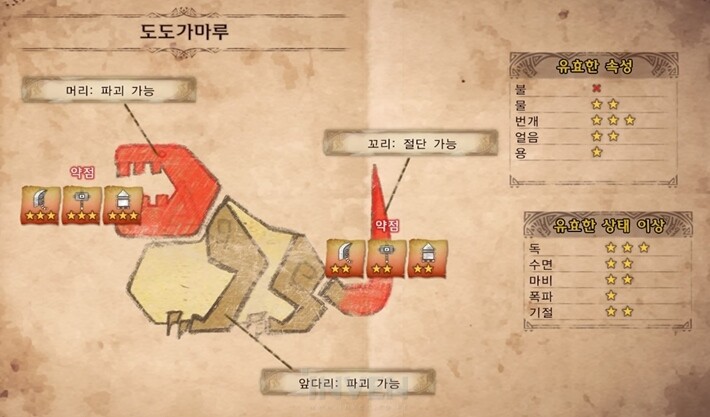 도도가마루
머리: 파괴 가능
약점
꼬리: 절단 가능
약점
앞다리: 파괴 가능
유효한 속성
불
물
번개
얼음
용
유효한 상태 이상
독
수면
마비
폭파
기절